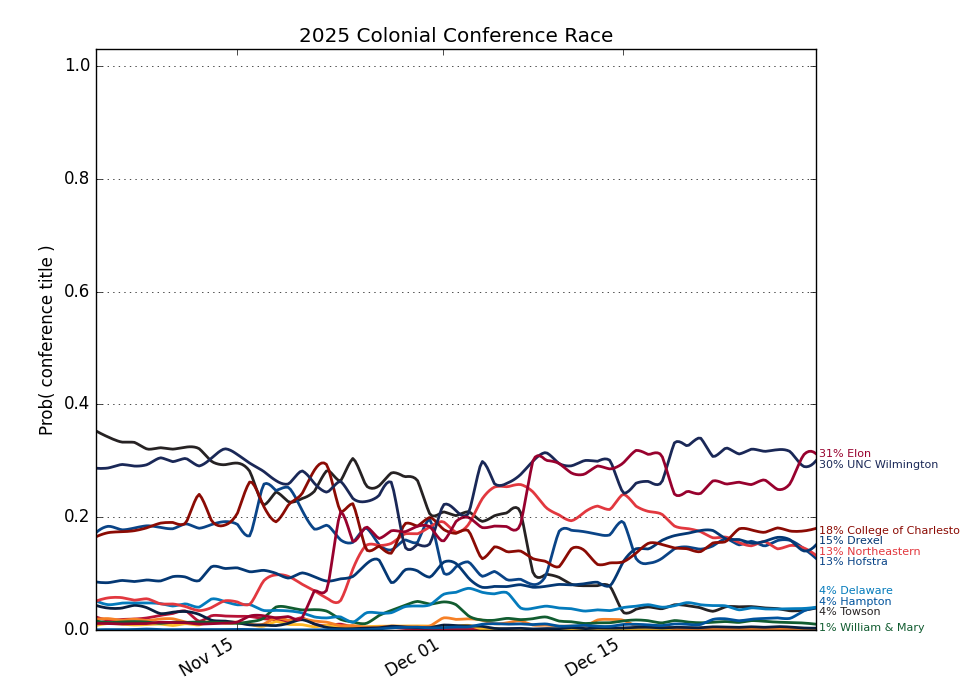 2025 Colonial Conference Race
Prob( conference title )
1.0
0.8
0.6
0.4
0.2
0.0
Nov 15
Dec 01
Dec 15
31% Elon
30% UNC Wilmington
18% College of Charlesto
15% Drexel
13% Northeastern
13% Hofstra
4% Delaware
4% Hampton
4% Towson
1% William & Mary